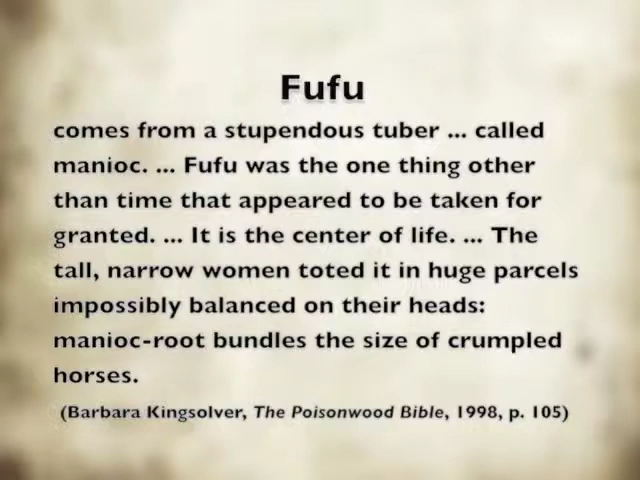 Fufu
comes from a stupendous tuber ... called
manioc. ... Fufu was the one thing other
than time that appeared to be taken for
granted. ... It is the center of life. ... The
tall, narrow women toted it in huge parcels
impossibly balanced on their heads:
manioc-root bundles the size of crumpled
horses.
(Barbara Kingsolver, The Poisonwood Bible, 1998, p. 105)